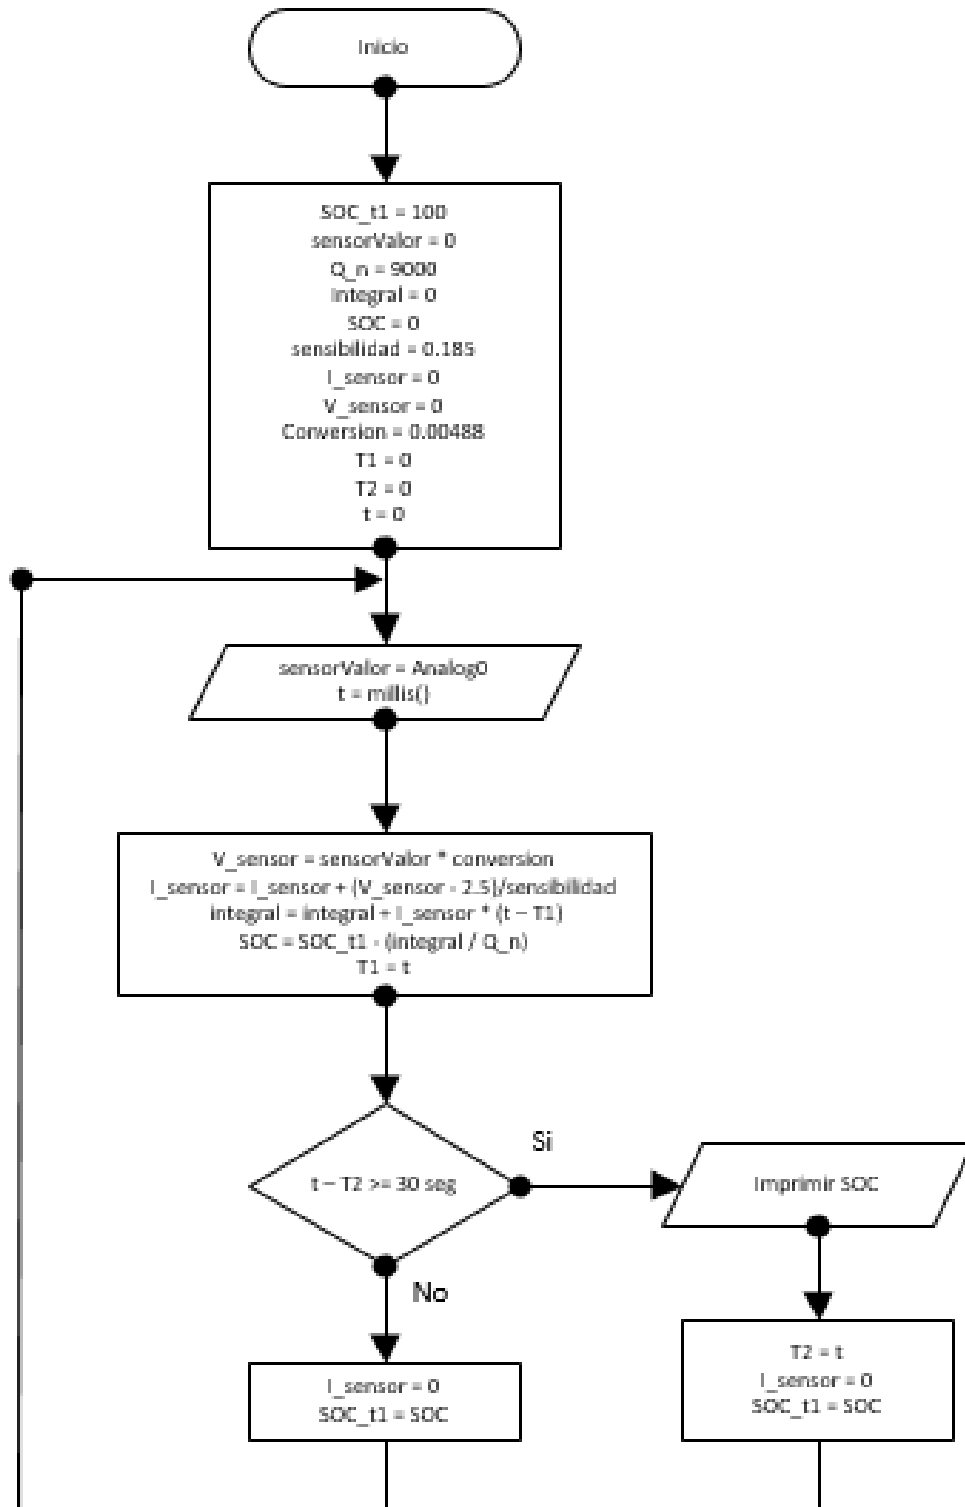 Inicio
SOC_t1 = 100
sensorValor = 0
Q_n = 9000
Integral = 0
SOC = 0
sensibilidad = 0.185
I_sensor = 0
V_sensor = 0
Conversion = 0.00488
T1 = 0
T2 = 0
t = 0
sensorValor = Analog0
t = millis()
V_sensor = sensorValor * conversion
I_sensor = I_sensor + (V_sensor - 2.5)/sensibilidad
integral = integral + I_sensor * (t – T1)
SOC = SOC_t1 - (integral / Q_n)
T1 = t
Si
t – T2 >= 30 seg
Imprimir SOC
No
T2 = t
I_sensor = 0
SOC_t1 = SOC
I_sensor = 0
SOC_t1 = SOC